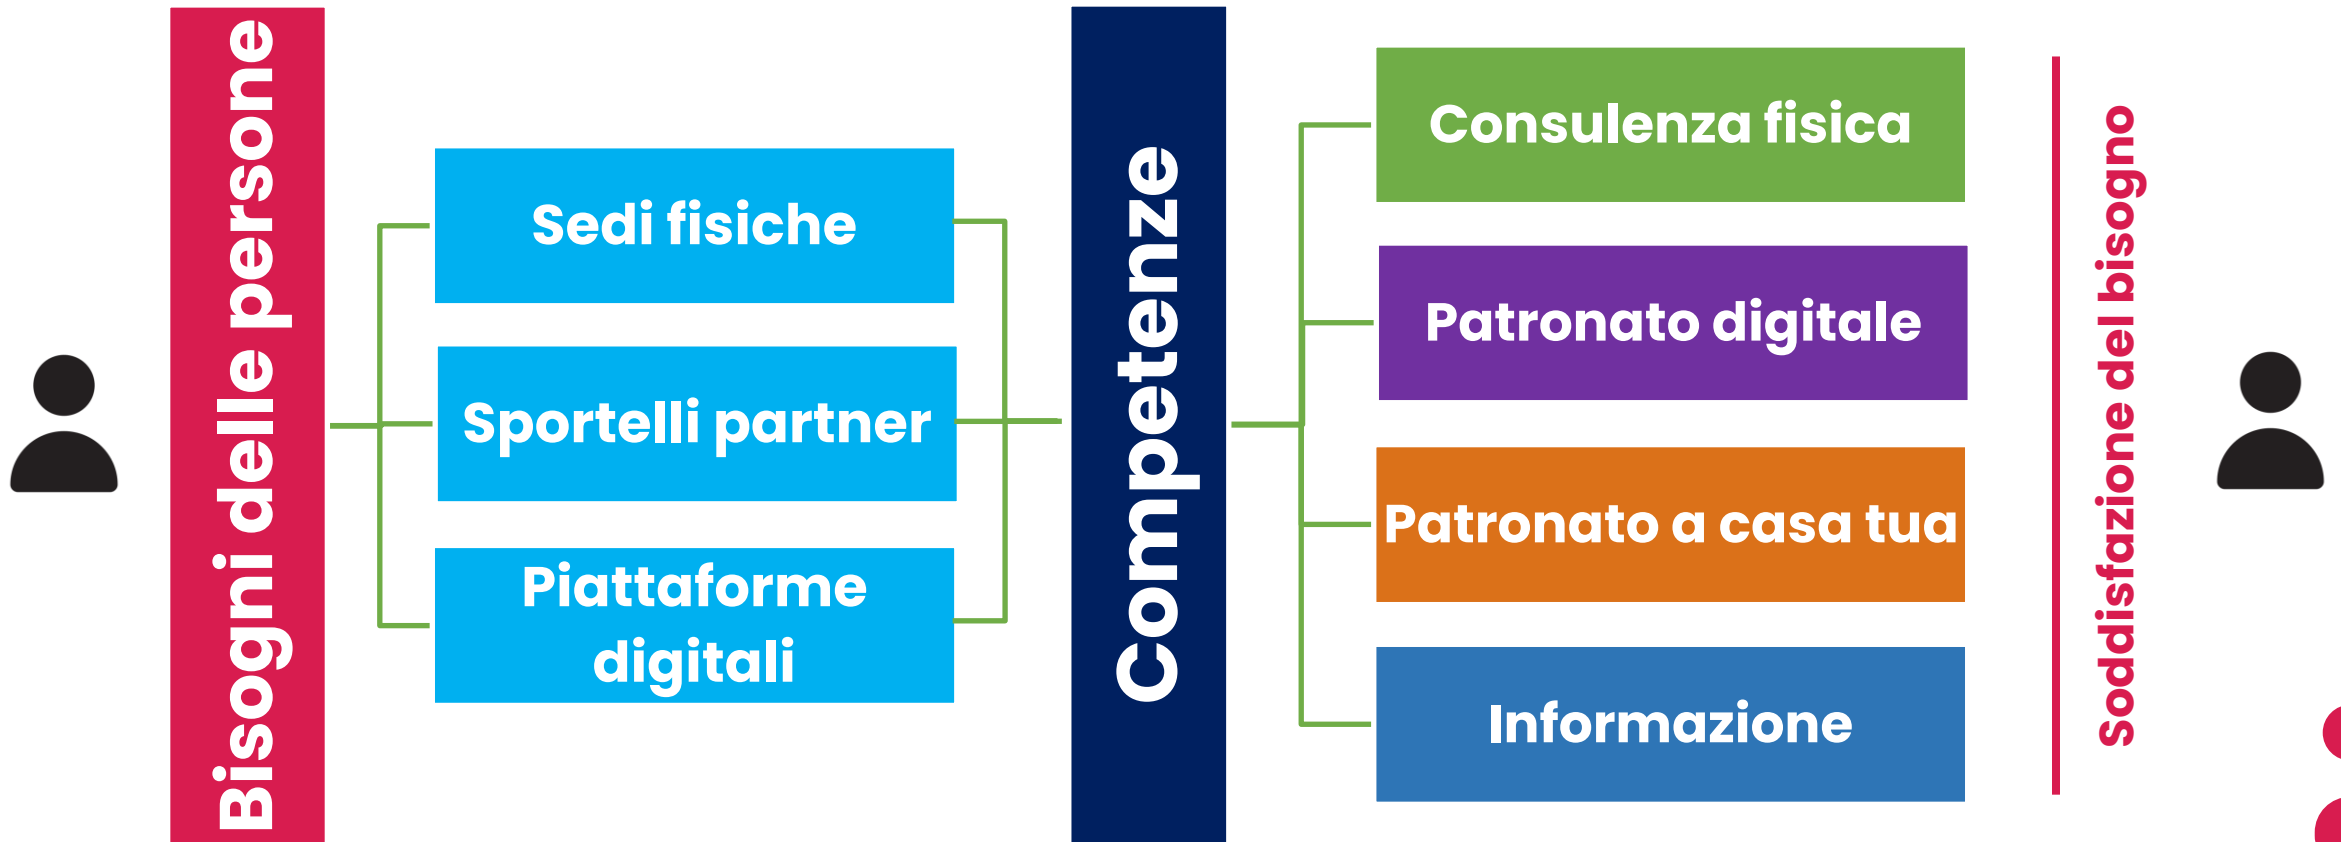 Bisogni delle persone
Sedi fisiche
Sportelli partner
Piattaforme
digitali
Competenze
Consulenza fisica
Patronato digitale
Patronato a casa tua
Informazione
Soddisfazione del bisogno